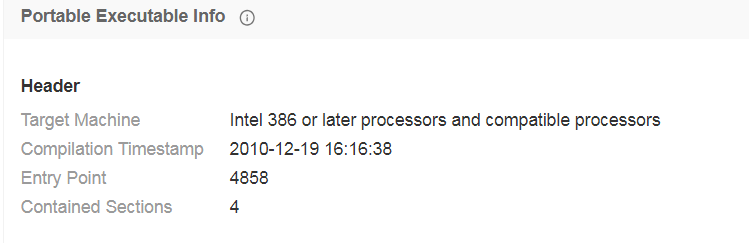 Portable Executable Info
Header
Target Machine Intel 386 or later processors and compatible processors
Compilation Timestamp 2010-12-19 16:16:38
Entry Point 4858
Contained Sections 4